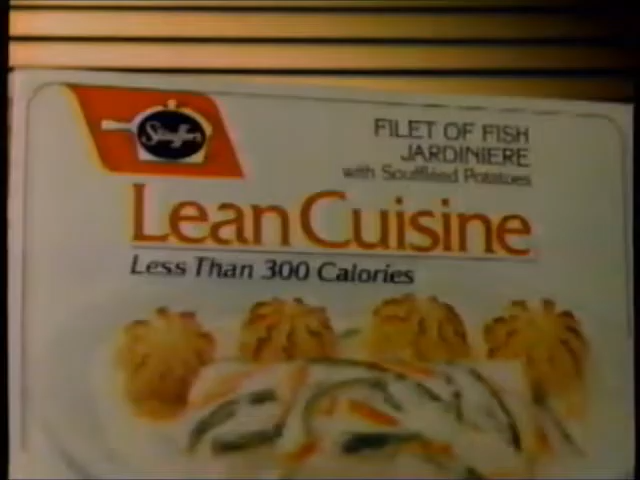 Stouffer's
FILET OF FISH
JARDINIERE
with Souffléed Potatoes
Lean Cuisine
Less Than 300 Calories